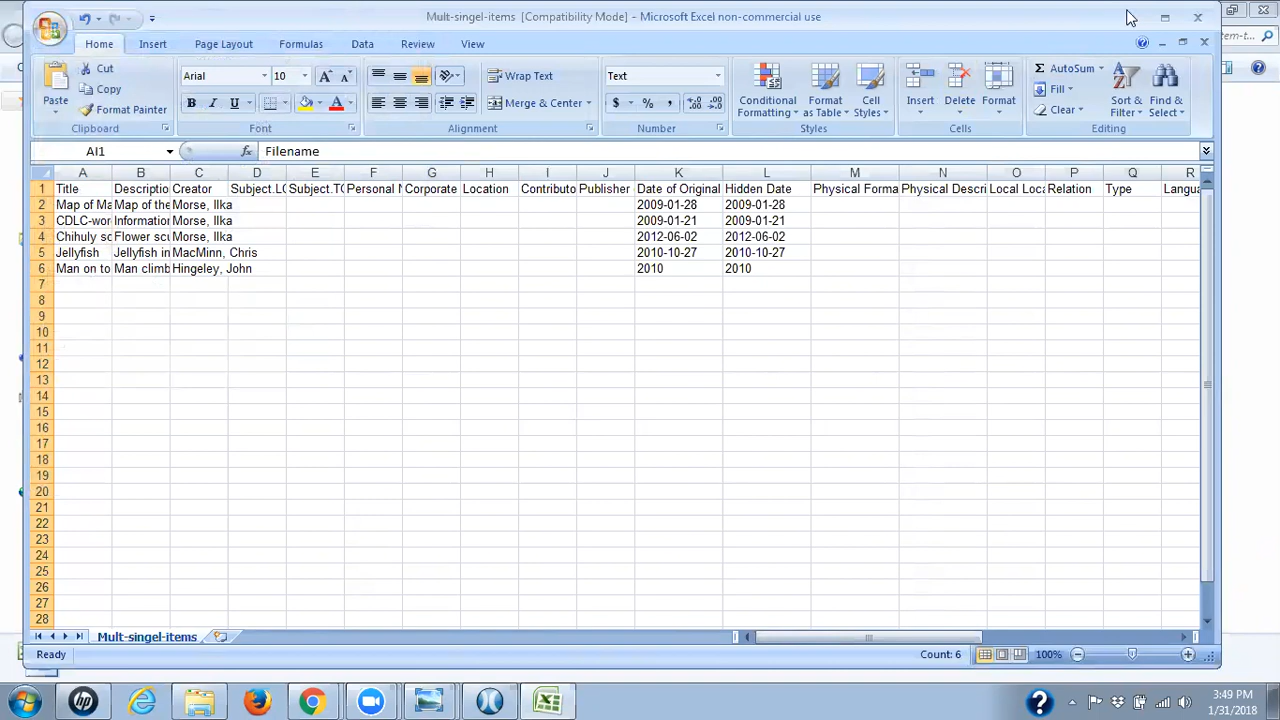 Mult-singel-items [Compatibility Mode] - Microsoft Excel non-commercial use
Home Insert Page Layout Formulas Data Review View
Paste
Cut
Copy
Format Painter
Clipboard
Arial 10
B I U
Font
Wrap Text
Merge & Center
Alignment
Text
$ % ,
Number
Conditional Formatting
Format as Table
Cell Styles
Styles
Insert Delete Format
Cells
AutoSum
Fill
Clear
Sort & Filter
Find & Select
Editing
AI1 fx Filename
A B C D E F G H I J K L M N O P Q R
1 Title Descriptio Creator Subject.LC Subject.TG Personal N Corporate Location Contributo Publisher Date of Original Hidden Date Physical Forma Physical Descri Local Loca Relation Type Langua
2 Map of Ma Map of the Morse, Ilka 2009-01-28 2009-01-28
3 CDLC-wor Information Morse, Ilka 2009-01-21 2009-01-21
4 Chihuly sc Flower scu Morse, Ilka 2012-06-02 2012-06-02
5 Jellyfish Jellyfish in MacMinn, Chris 2010-10-27 2010-10-27
6 Man on to Man climb Hingeley, John 2010 2010
7
8
9
10
11
12
13
14
15
16
17
18
19
20
21
22
23
24
25
26
27
28
Mult-singel-items
Ready Count: 6 100%
3:49 PM
1/31/2018